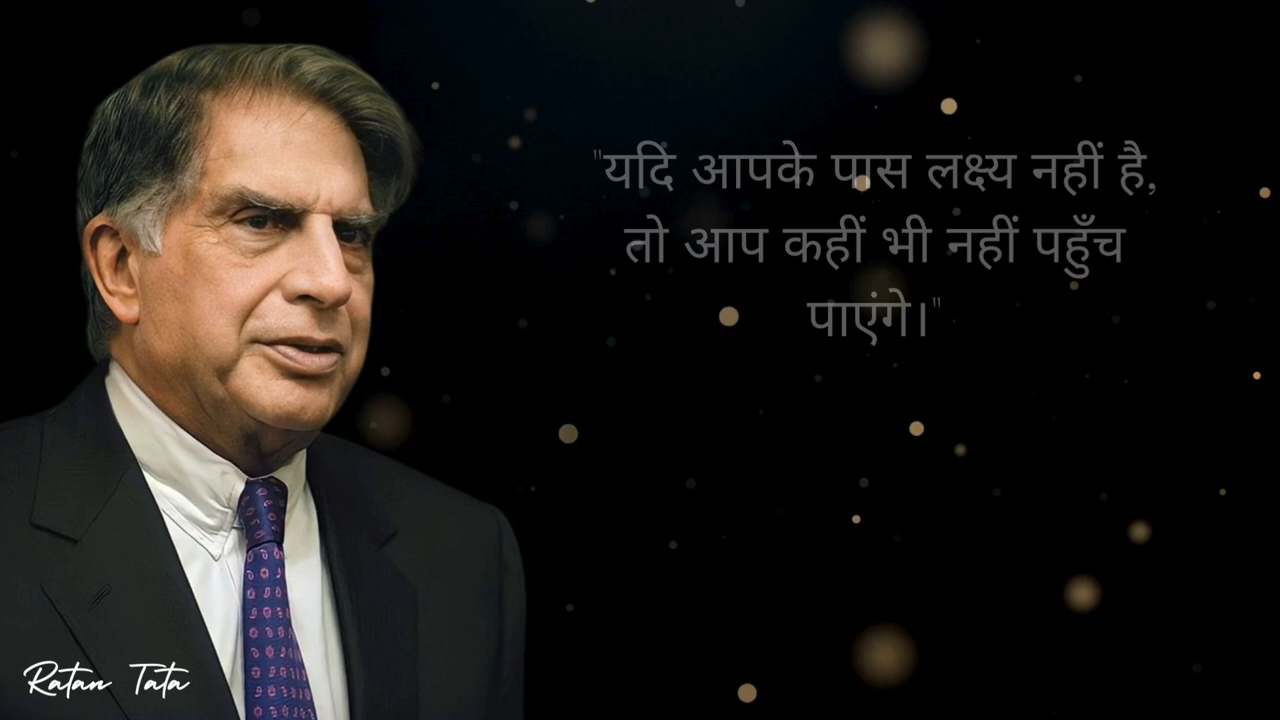 "यदि आपके पास लक्ष्य नहीं है,
तो आप कहीं भी नहीं पहुँच
पाएंगे।"
Ratan Tata